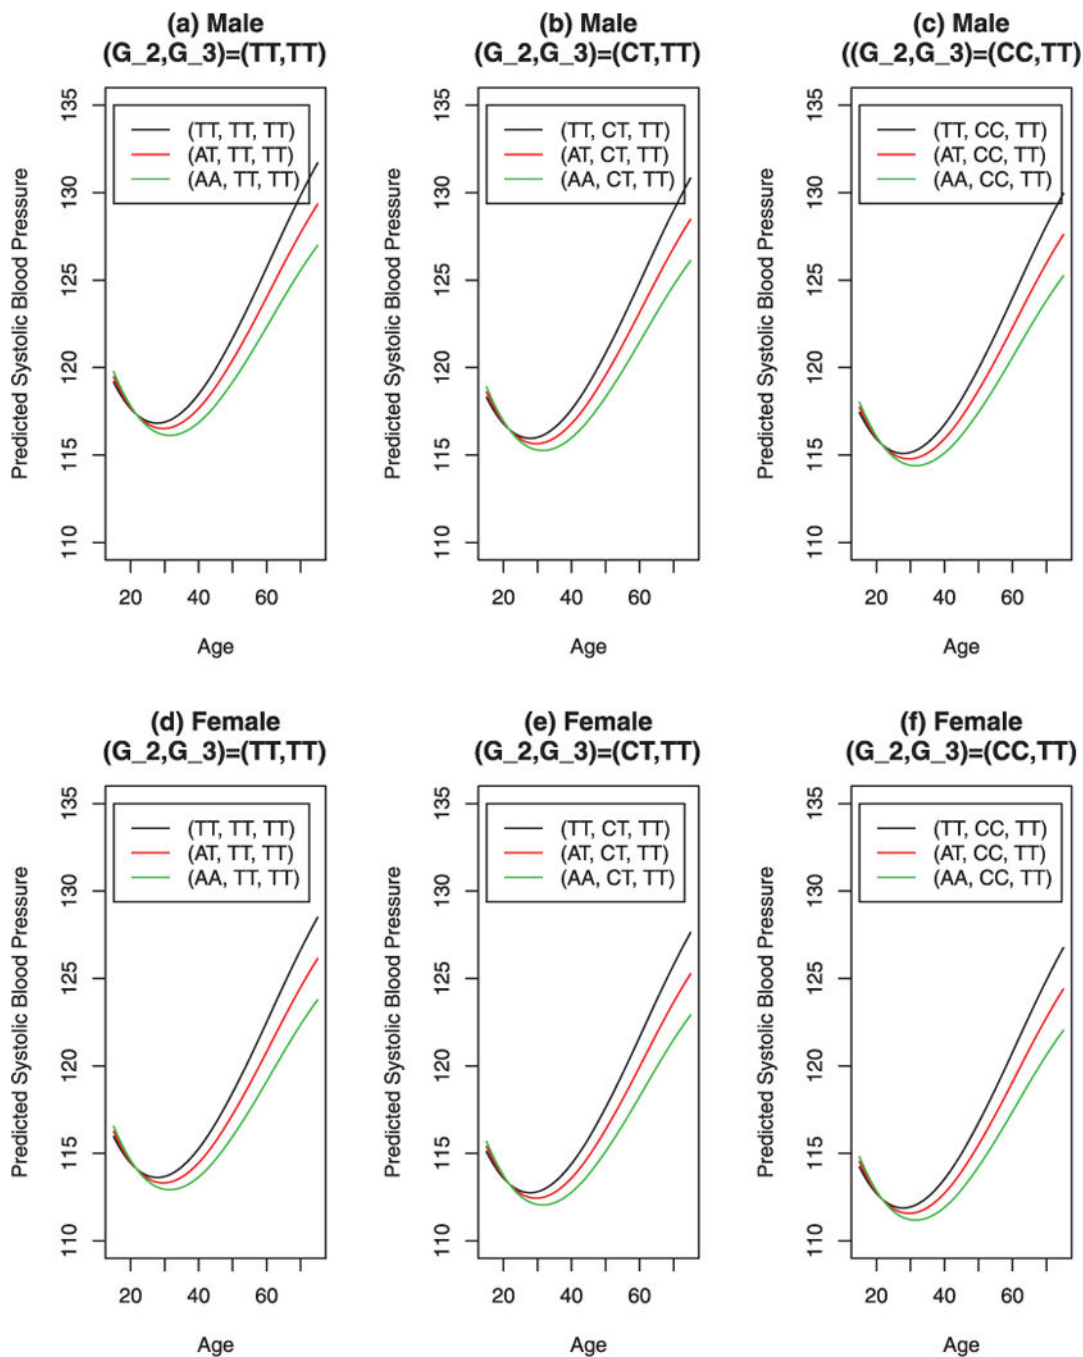 (a) Male
(G_2,G_3)=(TT,TT)
(TT, TT, TT)
(AT, TT, TT)
(AA, TT, TT)
135
130
125
120
115
110
Predicted Systolic Blood Pressure
20
40
60
Age
(b) Male
(G_2,G_3)=(CT,TT)
(TT, CT, TT)
(AT, CT, TT)
(AA, CT, TT)
135
130
125
120
115
110
Predicted Systolic Blood Pressure
20
40
60
Age
(c) Male
((G_2,G_3)=(CC,TT)
(TT, CC, TT)
(AT, CC, TT)
(AA, CC, TT)
135
130
125
120
115
110
Predicted Systolic Blood Pressure
20
40
60
Age
(d) Female
(G_2,G_3)=(TT,TT)
(TT, TT, TT)
(AT, TT, TT)
(AA, TT, TT)
135
130
125
120
115
110
Predicted Systolic Blood Pressure
20
40
60
Age
(e) Female
(G_2,G_3)=(CT,TT)
(TT, CT, TT)
(AT, CT, TT)
(AA, CT, TT)
135
130
125
120
115
110
Predicted Systolic Blood Pressure
20
40
60
Age
(f) Female
((G_2,G_3)=(CC,TT)
(TT, CC, TT)
(AT, CC, TT)
(AA, CC, TT)
135
130
125
120
115
110
Predicted Systolic Blood Pressure
20
40
60
Age